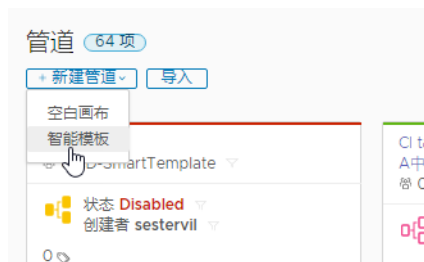 管道 64 项
+ 新建管道 导入
空白画布
智能模板
D-SmartTemplate
状态 Disabled
创建者 sestervil
0
CI
A中